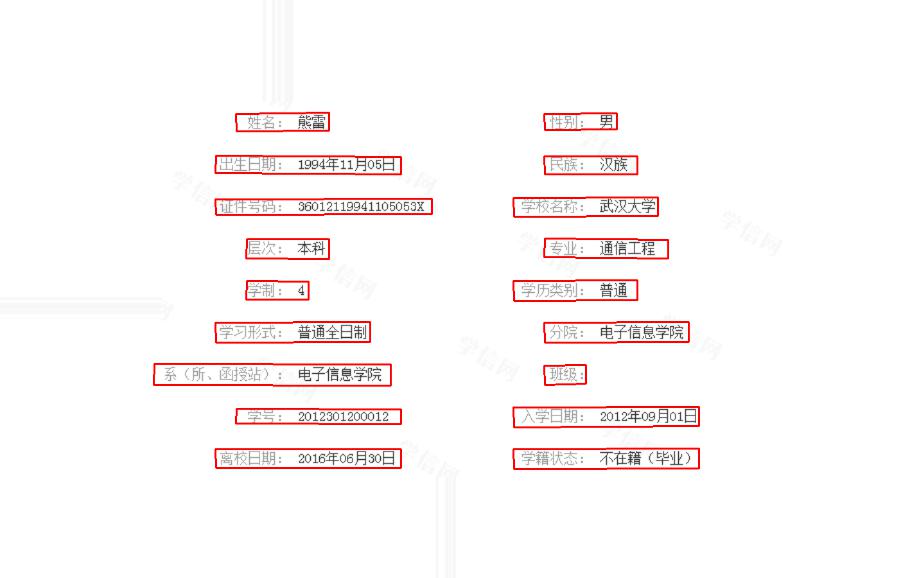 姓名： 熊雷
性别： 男
出生日期： 1994年11月05日
民族： 汉族
证件号码： 36012119941105053X
学校名称： 武汉大学
层次： 本科
专业： 通信工程
学制： 4
学历类别： 普通
学习形式： 普通全日制
分院： 电子信息学院
系（所、函授站）： 电子信息学院
班级：
学号： 2012301200012
入学日期： 2012年09月01日
离校日期： 2016年06月30日
学籍状态： 不在籍（毕业）
学信网